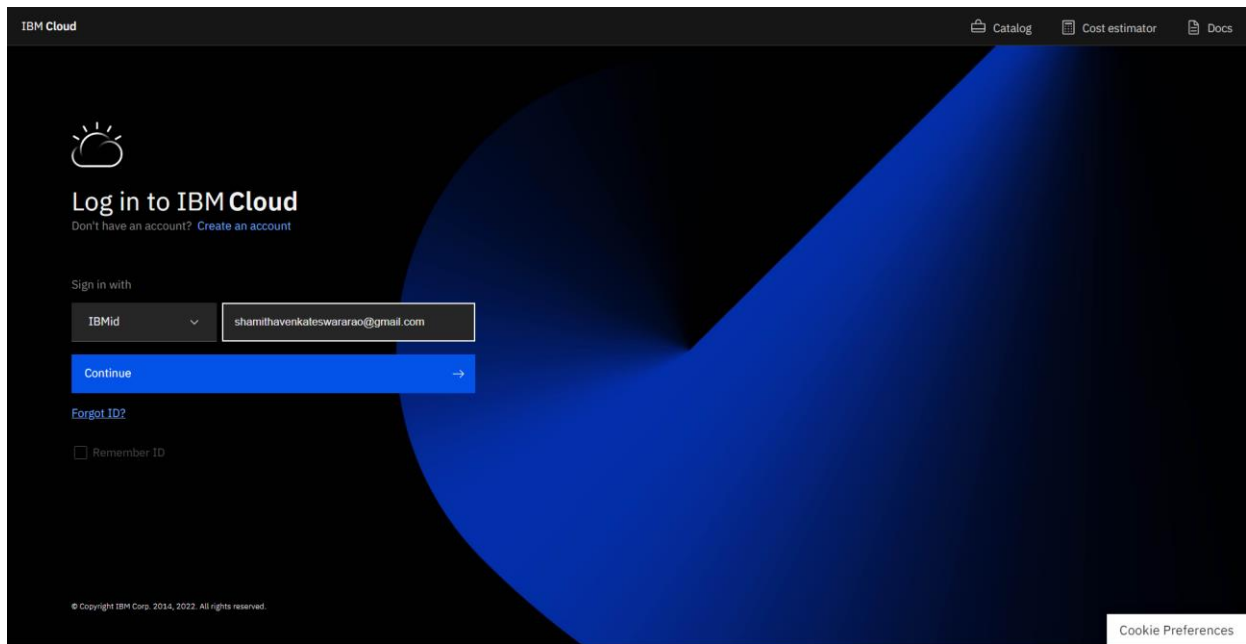 IBM Cloud
Catalog
Cost estimator
Docs
Log in to IBM Cloud
Don't have an account? Create an account
Sign in with
IBMid
shamithavenkateswararao@gmail.com
Continue
Forgot ID?
Remember ID
© Copyright IBM Corp. 2014, 2022. All rights reserved.
Cookie Preferences